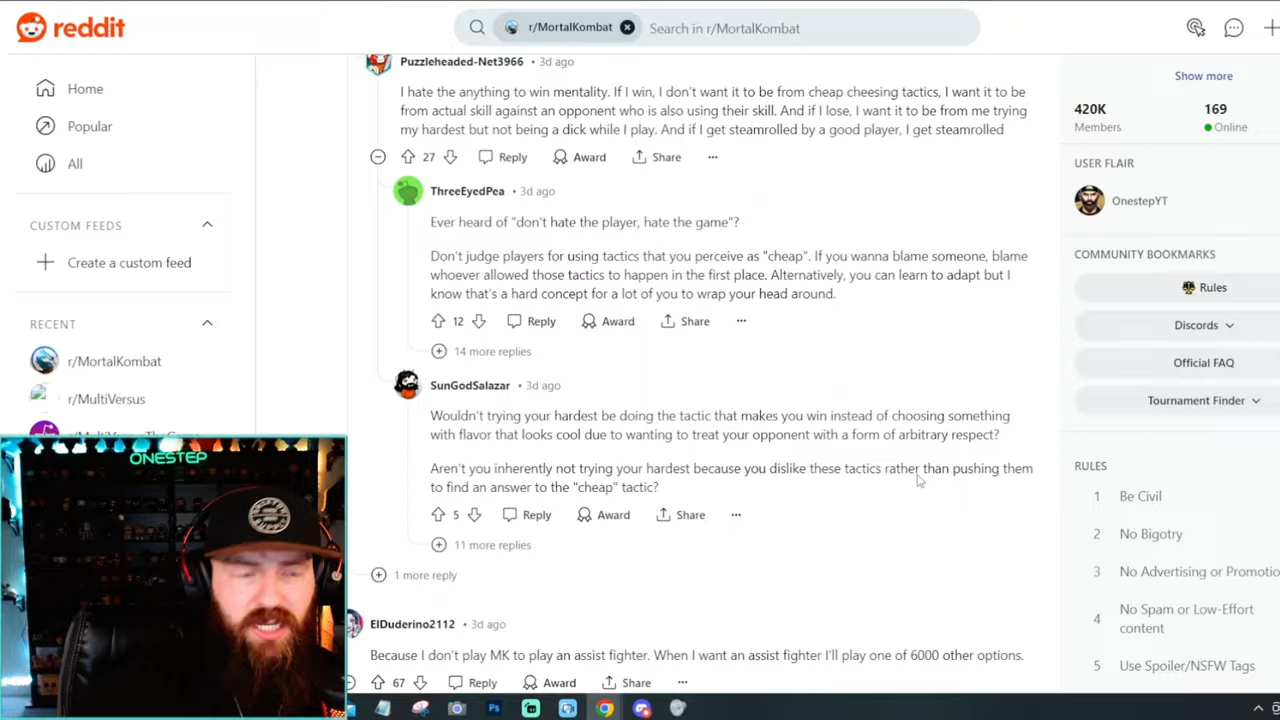 reddit
r/MortalKombat
Search in r/MortalKombat
Home
Popular
All
CUSTOM FEEDS
Create a custom feed
RECENT
r/MortalKombat
r/MultiVersus
Puzzleheaded-Net3966 • 3d ago
I hate the anything to win mentality. If I win, I don't want it to be from cheap cheesing tactics, I want it to be
from actual skill against an opponent who is also using their skill. And if I lose, I want it to be from me trying
my hardest but not being a dick while I play. And if I get steamrolled by a good player, I get steamrolled
27 Reply Award Share
ThreeEyedPea • 3d ago
Ever heard of "don't hate the player, hate the game"?
Don't judge players for using tactics that you perceive as "cheap". If you wanna blame someone, blame
whoever allowed those tactics to happen in the first place. Alternatively, you can learn to adapt but I
know that's a hard concept for a lot of you to wrap your head around.
12 Reply Award Share
14 more replies
SunGodSalazar • 3d ago
Wouldn't trying your hardest be doing the tactic that makes you win instead of choosing something
with flavor that looks cool due to wanting to treat your opponent with a form of arbitrary respect?
Aren't you inherently not trying your hardest because you dislike these tactics rather than pushing them
to find an answer to the "cheap" tactic?
5 Reply Award Share
11 more replies
1 more reply
ElDuderino2112 • 3d ago
Because I don't play MK to play an assist fighter. When I want an assist fighter I'll play one of 6000 other options.
67 Reply Award Share
Show more
420K 169
Members Online
USER FLAIR
OnestepYT
COMMUNITY BOOKMARKS
Rules
Discords
Official FAQ
Tournament Finder
RULES
1 Be Civil
2 No Bigotry
3 No Advertising or Promotio
4 No Spam or Low-Effort
content
5 Use Spoiler/NSFW Tags
ONESTEP
Ps